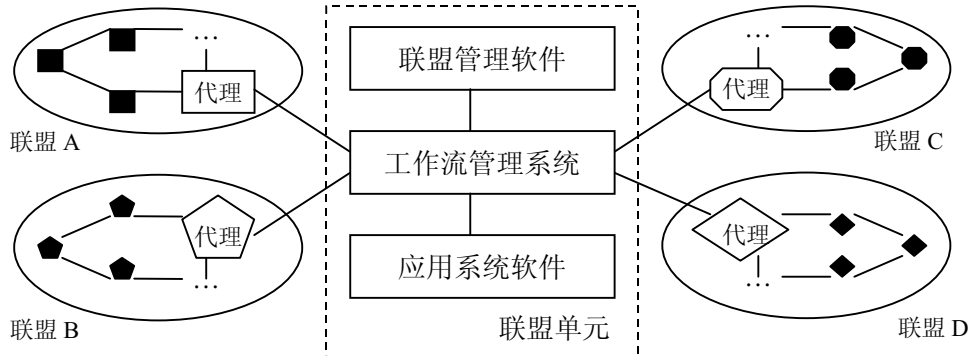 …
代理
联盟 A
…
代理
联盟 B
联盟管理软件
工作流管理系统
应用系统软件
联盟单元
…
代理
联盟 C
代理
…
联盟 D